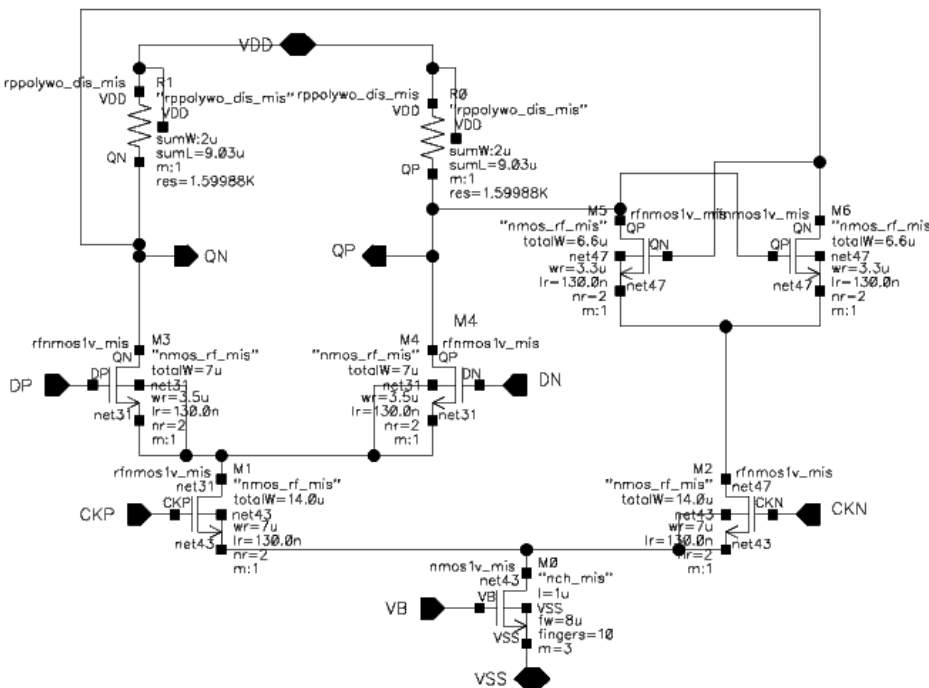 VDD
rppolywo_dis_mis R1
VDD "rppolywo_dis_mis"
VDD
sumW:2u
sumL=9.03u
m:1
res=1.59988K
QN
rppolywo_dis_mis R0
VDD "rppolywo_dis_mis"
VDD
sumW:2u
sumL=9.03u
m:1
res=1.59988K
QP
QN
QP
M5 rfnmos1v_mis
"nmos_rf_mis"
QP
totalW=6.6u
QN
net47
wr=3.3u
lr=130.0n
net47
nr=2
m:1
M6
rfnmos1v_mis
QN
"nmos_rf_mis"
QP
totalW=6.6u
net47
wr=3.3u
lr=130.0n
net47
nr=2
m:1
rfnmos1v_mis M3
QN "nmos_rf_mis"
totalW=7u
DP
DP
net31
wr=3.5u
lr=130.0n
net31
nr=2
m:1
M4
M4 rfnmos1v_mis
"nmos_rf_mis" QP
totalW=7u
DN
DN
net31
wr=3.5u
lr=130.0n
net31
nr=2
m:1
rfnmos1v_mis M1
net31 "nmos_rf_mis"
totalW=14.0u
CKP
CKP
net43
wr=7u
lr=130.0n
net43
nr=2
m:1
M2 rfnmos1v_mis
net47
"nmos_rf_mis"
totalW=14.0u
CKN
CKN
net43
wr=7u
lr=130.0n
net43
nr=2
m:1
nmos1v_mis M0
net43 "nch_mis"
l=1u
VB
VB
VSS
fw=8u
VSS fingers=10
m=3
VSS